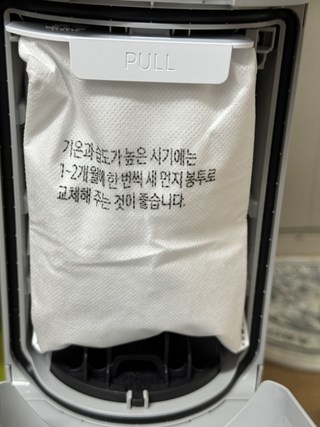 PULL
기온과 습도가 높은 시기에는
1~2개월에 한 번씩 새 먼지 봉투로
교체해 주는 것이 좋습니다.